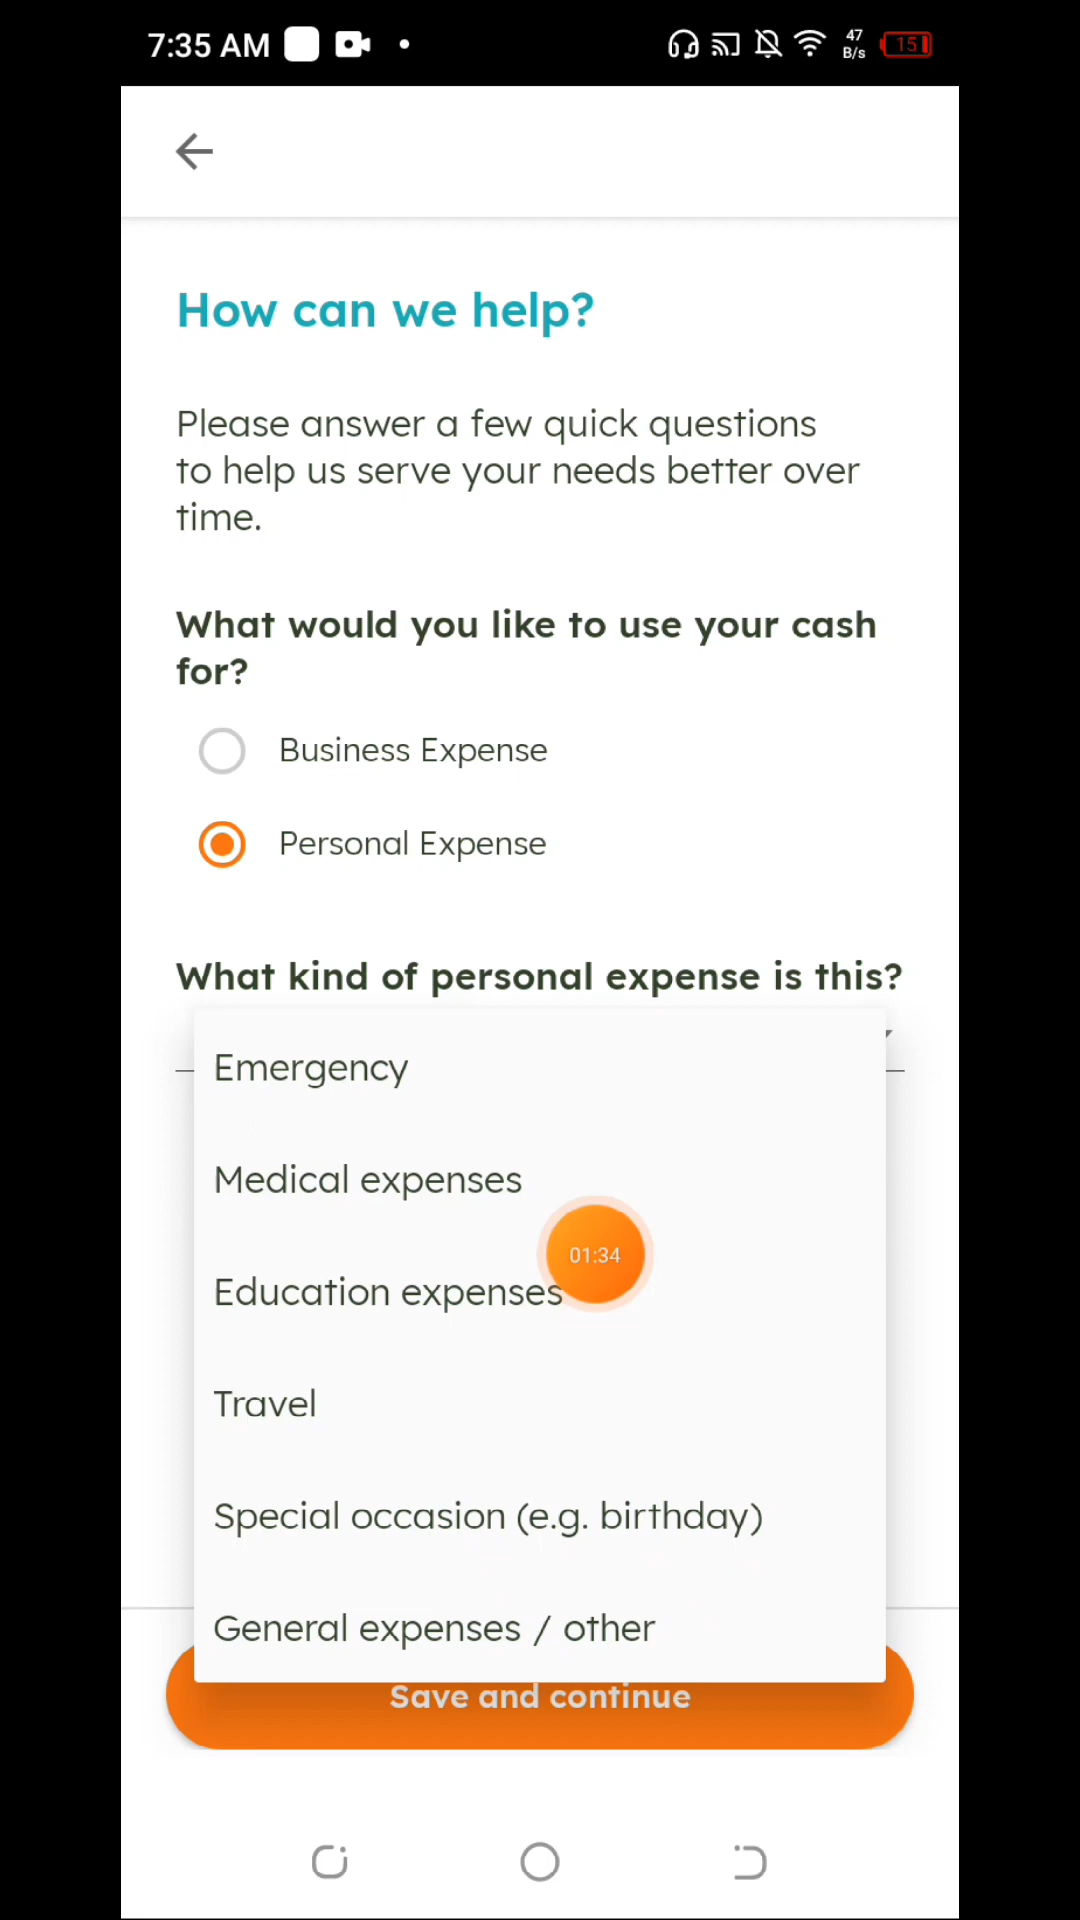 7:35 AM
47
B/s
15
How can we help?
Please answer a few quick questions
to help us serve your needs better over
time.
What would you like to use your cash
for?
Business Expense
Personal Expense
What kind of personal expense is this?
Emergency
Medical expenses
01:34
Education expenses
Travel
Special occasion (e.g. birthday)
General expenses / other
Save and continue